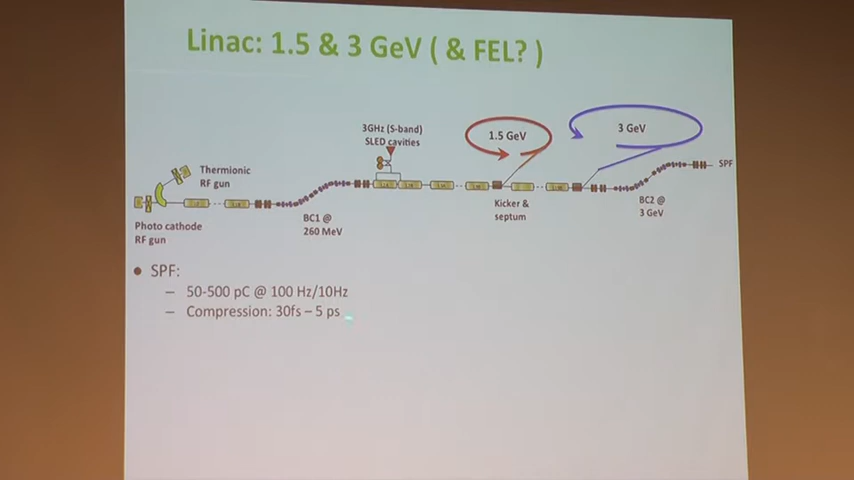 Linac: 1.5 & 3 GeV ( & FEL? )
3GHz (S-band)
SLED cavities
1.5 GeV
3 GeV
SPF
Thermionic
RF gun
Photo cathode
RF gun
BC1 @
260 MeV
Kicker &
septum
BC2 @
3 GeV
• SPF:
– 50-500 pC @ 100 Hz/10Hz
– Compression: 30fs – 5 ps